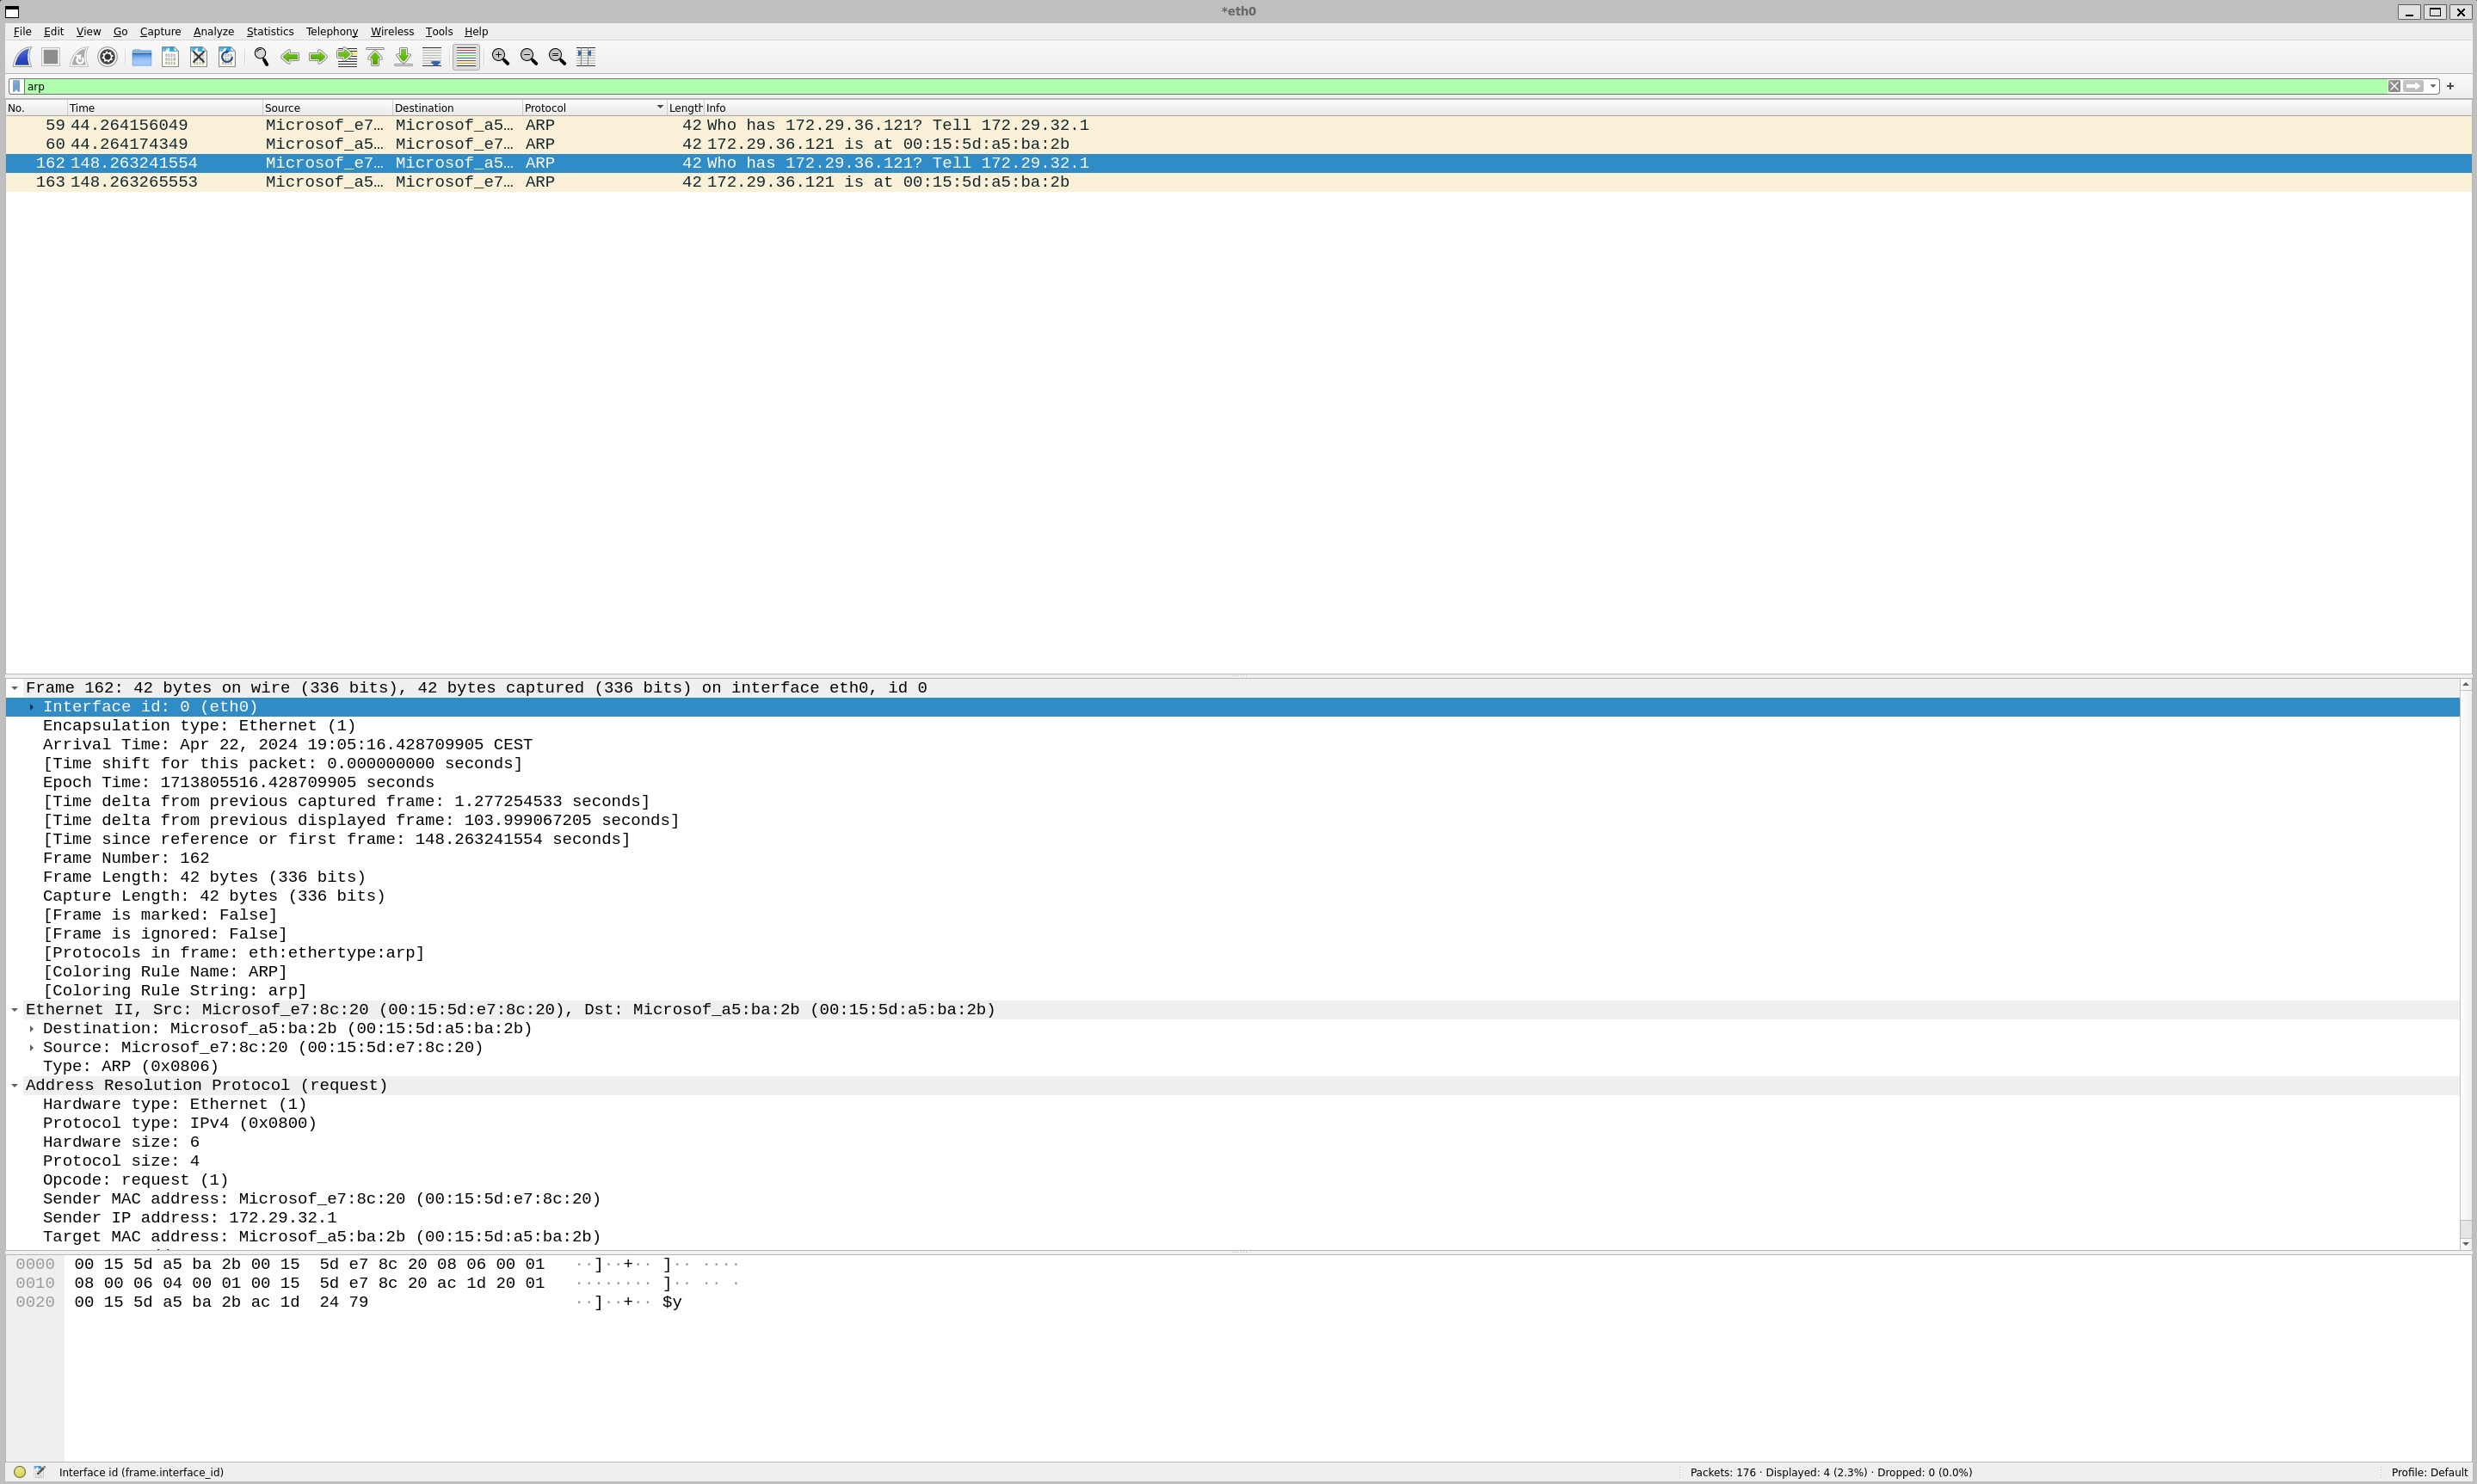 *eth0
File Edit View Go Capture Analyze Statistics Telephony Wireless Tools Help
arp
No. Time Source Destination Protocol Length Info
59 44.264156049 Microsof_e7… Microsof_a5… ARP 42 Who has 172.29.36.121? Tell 172.29.32.1
60 44.264174349 Microsof_a5… Microsof_e7… ARP 42 172.29.36.121 is at 00:15:5d:a5:ba:2b
162 148.263241554 Microsof_e7… Microsof_a5… ARP 42 Who has 172.29.36.121? Tell 172.29.32.1
163 148.263265553 Microsof_a5… Microsof_e7… ARP 42 172.29.36.121 is at 00:15:5d:a5:ba:2b
Frame 162: 42 bytes on wire (336 bits), 42 bytes captured (336 bits) on interface eth0, id 0
Interface id: 0 (eth0)
Encapsulation type: Ethernet (1)
Arrival Time: Apr 22, 2024 19:05:16.428709905 CEST
[Time shift for this packet: 0.000000000 seconds]
Epoch Time: 1713805516.428709905 seconds
[Time delta from previous captured frame: 1.277254533 seconds]
[Time delta from previous displayed frame: 103.999067205 seconds]
[Time since reference or first frame: 148.263241554 seconds]
Frame Number: 162
Frame Length: 42 bytes (336 bits)
Capture Length: 42 bytes (336 bits)
[Frame is marked: False]
[Frame is ignored: False]
[Protocols in frame: eth:ethertype:arp]
[Coloring Rule Name: ARP]
[Coloring Rule String: arp]
Ethernet II, Src: Microsof_e7:8c:20 (00:15:5d:e7:8c:20), Dst: Microsof_a5:ba:2b (00:15:5d:a5:ba:2b)
Destination: Microsof_a5:ba:2b (00:15:5d:a5:ba:2b)
Source: Microsof_e7:8c:20 (00:15:5d:e7:8c:20)
Type: ARP (0x0806)
Address Resolution Protocol (request)
Hardware type: Ethernet (1)
Protocol type: IPv4 (0x0800)
Hardware size: 6
Protocol size: 4
Opcode: request (1)
Sender MAC address: Microsof_e7:8c:20 (00:15:5d:e7:8c:20)
Sender IP address: 172.29.32.1
Target MAC address: Microsof_a5:ba:2b (00:15:5d:a5:ba:2b)
0000 00 15 5d a5 ba 2b 00 15 5d e7 8c 20 08 06 00 01 ··]··+·· ]·· ····
0010 08 00 06 04 00 01 00 15 5d e7 8c 20 ac 1d 20 01 ········ ]·· ·· ·
0020 00 15 5d a5 ba 2b ac 1d 24 79 ··]··+·· $y
Interface id (frame.interface_id) Packets: 176 · Displayed: 4 (2.3%) · Dropped: 0 (0.0%) Profile: Default